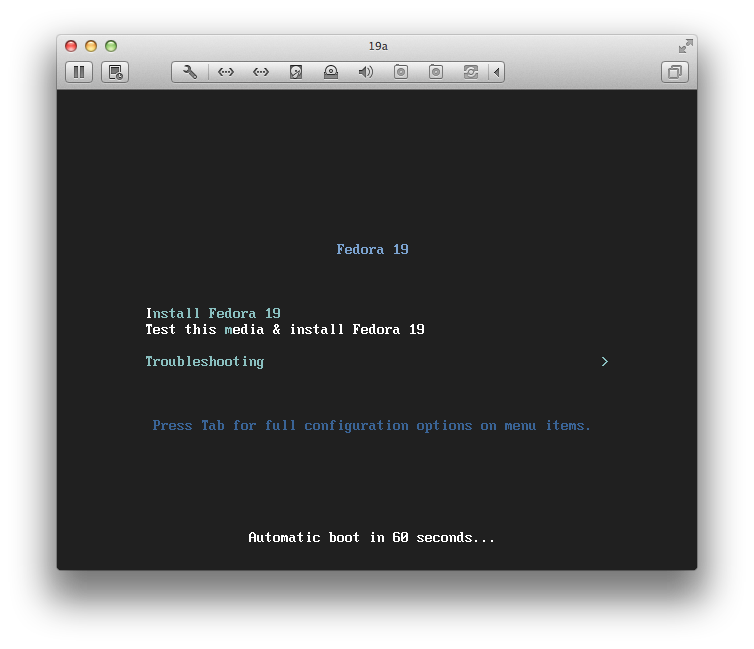 19a
Fedora 19
Install Fedora 19
Test this media & install Fedora 19
Troubleshooting >
Press Tab for full configuration options on menu items.
Automatic boot in 60 seconds...